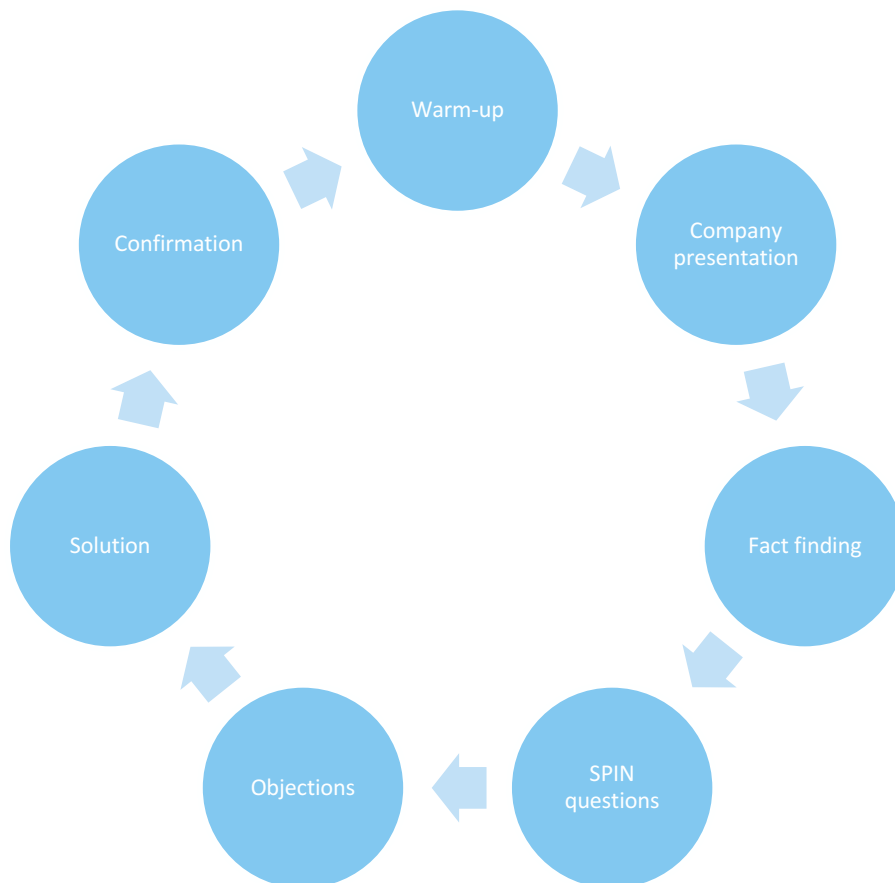 Warm-up
Company
presentation
Fact finding
SPIN
questions
Objections
Solution
Confirmation